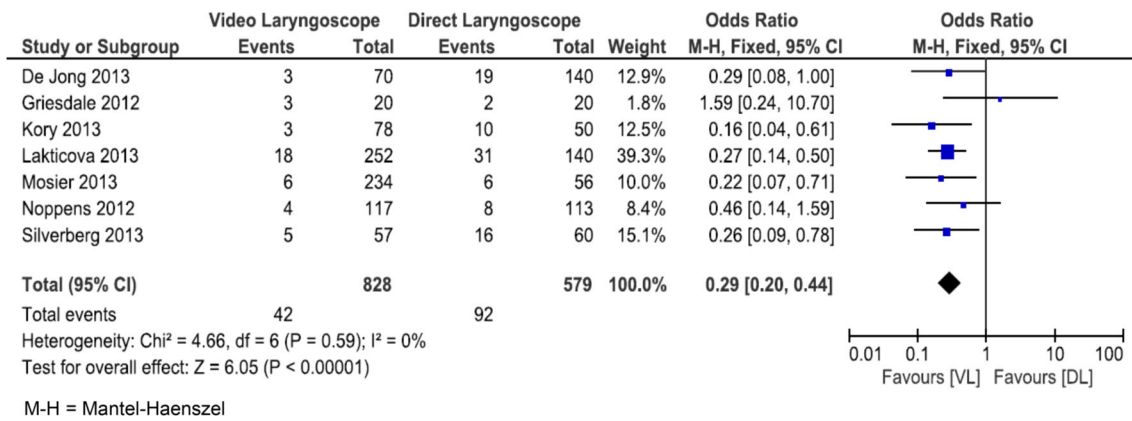 Video Laryngoscope Direct Laryngoscope Odds Ratio Odds Ratio
Study or Subgroup Events Total Events Total Weight M-H, Fixed, 95% CI M-H, Fixed, 95% CI
De Jong 2013 3 70 19 140 12.9% 0.29 [0.08, 1.00]
Griesdale 2012 3 20 2 20 1.8% 1.59 [0.24, 10.70]
Kory 2013 3 78 10 50 12.5% 0.16 [0.04, 0.61]
Lakticova 2013 18 252 31 140 39.3% 0.27 [0.14, 0.50]
Mosier 2013 6 234 6 56 10.0% 0.22 [0.07, 0.71]
Noppens 2012 4 117 8 113 8.4% 0.46 [0.14, 1.59]
Silverberg 2013 5 57 16 60 15.1% 0.26 [0.09, 0.78]
Total (95% CI) 828 579 100.0% 0.29 [0.20, 0.44]
Total events 42 92
Heterogeneity: Chi² = 4.66, df = 6 (P = 0.59); I² = 0%
Test for overall effect: Z = 6.05 (P < 0.00001)
0.01 0.1 1 10 100
Favours [VL] Favours [DL]
M-H = Mantel-Haenszel